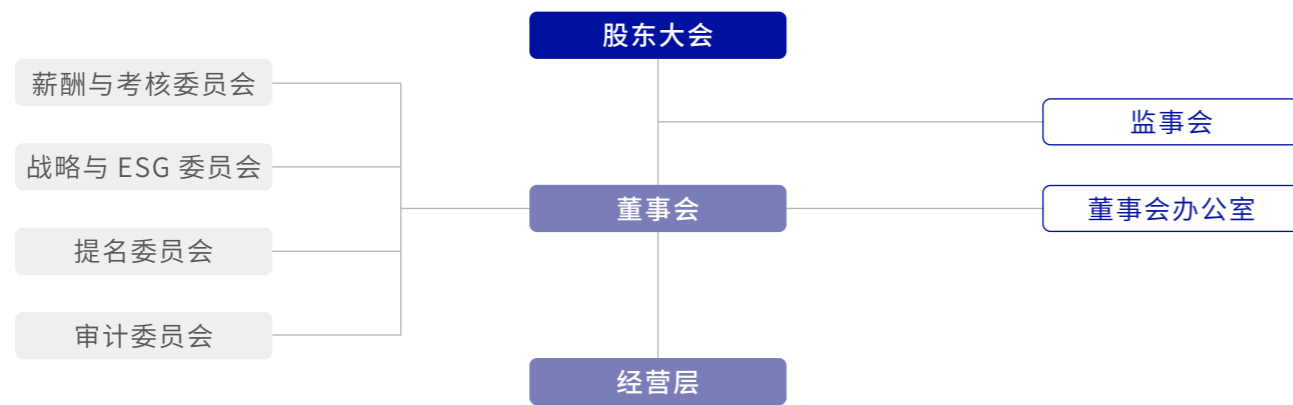 股东大会
薪酬与考核委员会
监事会
战略与 ESG 委员会
董事会
董事会办公室
提名委员会
审计委员会
经营层